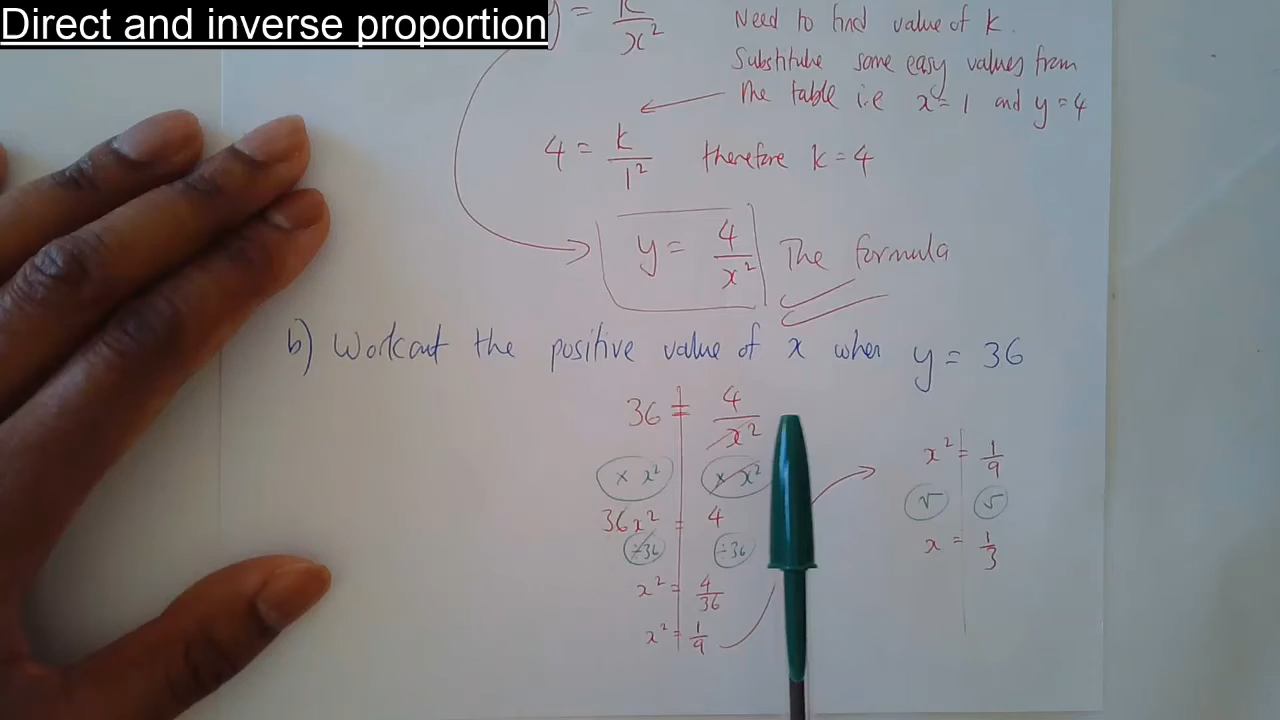 Direct and inverse proportion
y = k/x²
Need to find value of k.
Substitute some easy values from
the table i.e x=1 and y=4
4 = k/1² therefore k=4
y = 4/x² The formula
b) Workout the positive value of x when y = 36
36 = 4/x²
× x² × x²
36x² = 4
÷36 ÷36
x² = 4/36
x² = 1/9
x² = 1/9
√ √
x = 1/3